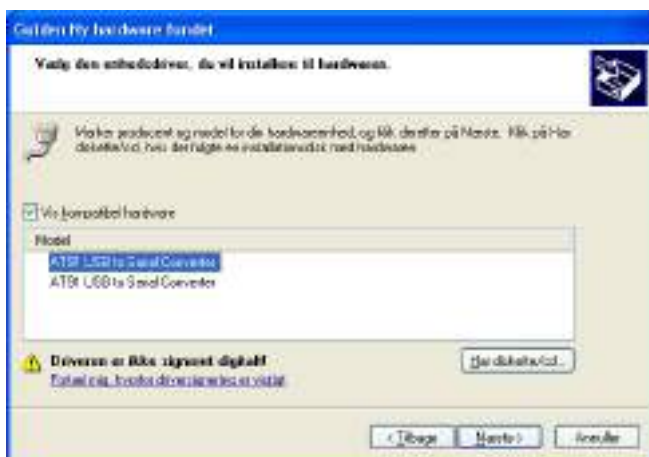 Guiden Ny hardware fundet
Vælg den enhedsdriver, du vil installere til hardwaren.
Marker producent og model for din hardwareenhed, og klik derefter på Næste. Klik på Har
diskette/cd, hvis der fulgte en installationsdisk med hardwaren.
Vis kompatibel hardware
Model
AT91 USB to Serial Converter
AT91 USB to Serial Converter
Driveren er ikke signeret digitalt!
Har diskette/cd...
Fortæl mig, hvorfor driversignering er vigtigt
< Tilbage
Næste >
Annuller